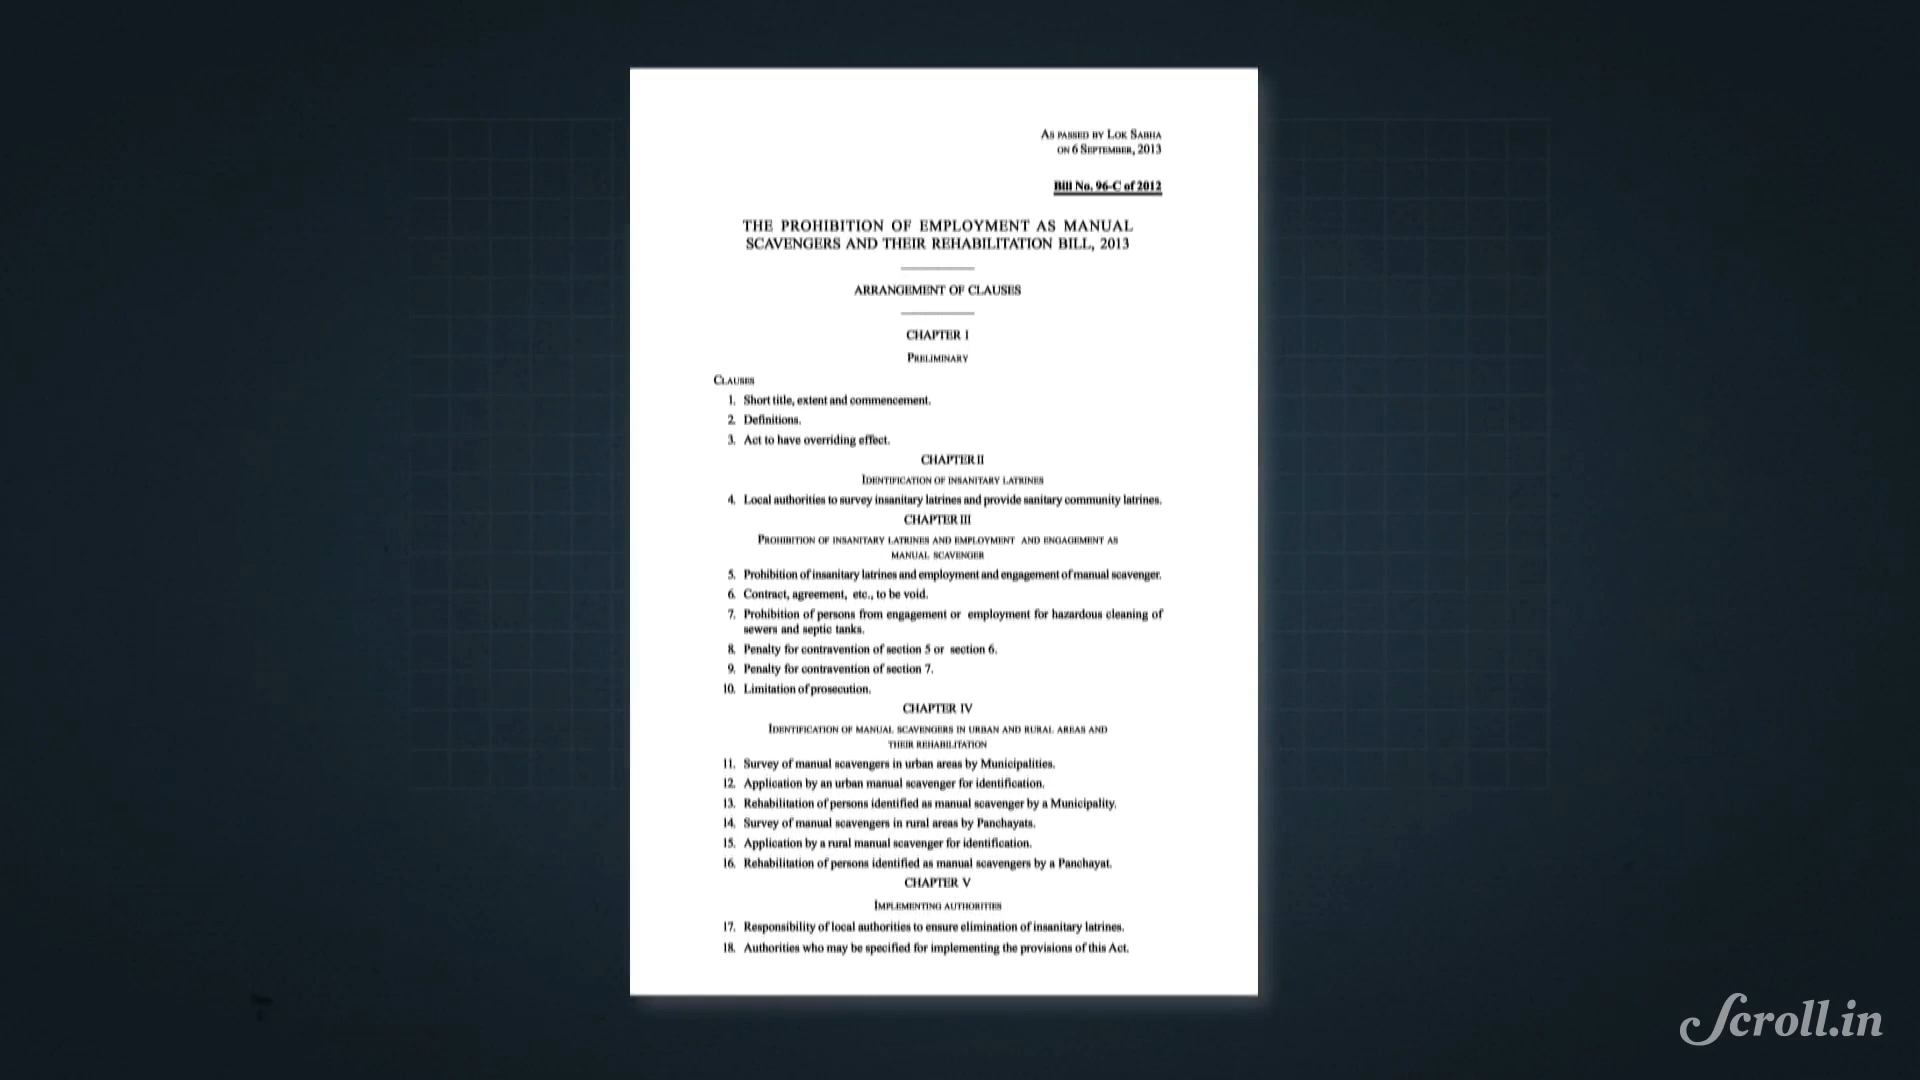 AS PASSED BY LOK SABHA
ON 6 SEPTEMBER, 2013
Bill No. 96-C of 2012
THE PROHIBITION OF EMPLOYMENT AS MANUAL
SCAVENGERS AND THEIR REHABILITATION BILL, 2013
ARRANGEMENT OF CLAUSES
CHAPTER I
PRELIMINARY
CLAUSES
1. Short title, extent and commencement.
2. Definitions.
3. Act to have overriding effect.
CHAPTER II
IDENTIFICATION OF INSANITARY LATRINES
4. Local authorities to survey insanitary latrines and provide sanitary community latrines.
CHAPTER III
PROHIBITION OF INSANITARY LATRINES AND EMPLOYMENT AND ENGAGEMENT AS
MANUAL SCAVENGER
5. Prohibition of insanitary latrines and employment and engagement of manual scavenger.
6. Contract, agreement, etc., to be void.
7. Prohibition of persons from engagement or employment for hazardous cleaning of
sewers and septic tanks.
8. Penalty for contravention of section 5 or section 6.
9. Penalty for contravention of section 7.
10. Limitation of prosecution.
CHAPTER IV
IDENTIFICATION OF MANUAL SCAVENGERS IN URBAN AND RURAL AREAS AND
THEIR REHABILITATION
11. Survey of manual scavengers in urban areas by Municipalities.
12. Application by an urban manual scavenger for identification.
13. Rehabilitation of persons identified as manual scavenger by a Municipality.
14. Survey of manual scavengers in rural areas by Panchayats.
15. Application by a rural manual scavenger for identification.
16. Rehabilitation of persons identified as manual scavengers by a Panchayat.
CHAPTER V
IMPLEMENTING AUTHORITIES
17. Responsibility of local authorities to ensure elimination of insanitary latrines.
18. Authorities who may be specified for implementing the provisions of this Act.
Scroll.in